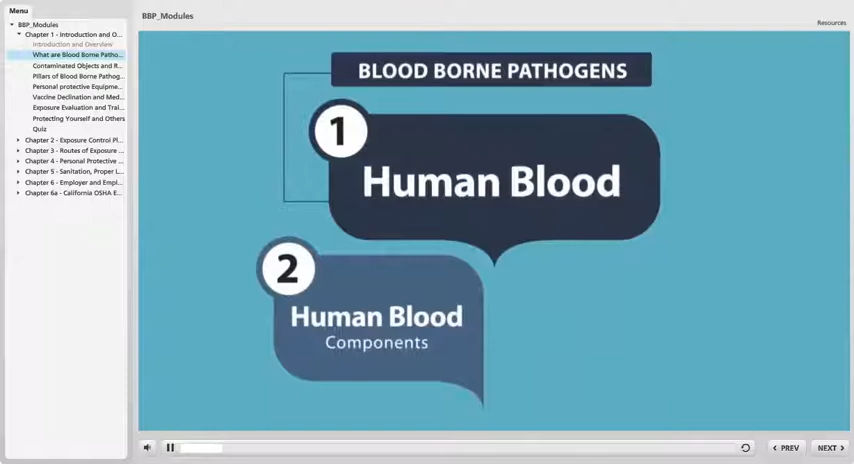 Menu
BBP_Modules
Chapter 1 - Introduction and O...
Introduction and Overview
What are Blood Borne Patho...
Contaminated Objects and R...
Pillars of Blood Borne Pathog...
Personal protective Equipme...
Vaccine Declination and Med...
Exposure Evaluation and Trai...
Protecting Yourself and Others
Quiz
Chapter 2 - Exposure Control Pl...
Chapter 3 - Routes of Exposure ...
Chapter 4 - Personal Protective ...
Chapter 5 - Sanitation, Proper L...
Chapter 6 - Employer and Empl...
Chapter 6a - California OSHA E...
BBP_Modules
Resources
BLOOD BORNE PATHOGENS
1
Human Blood
2
Human Blood
Components
PREV
NEXT